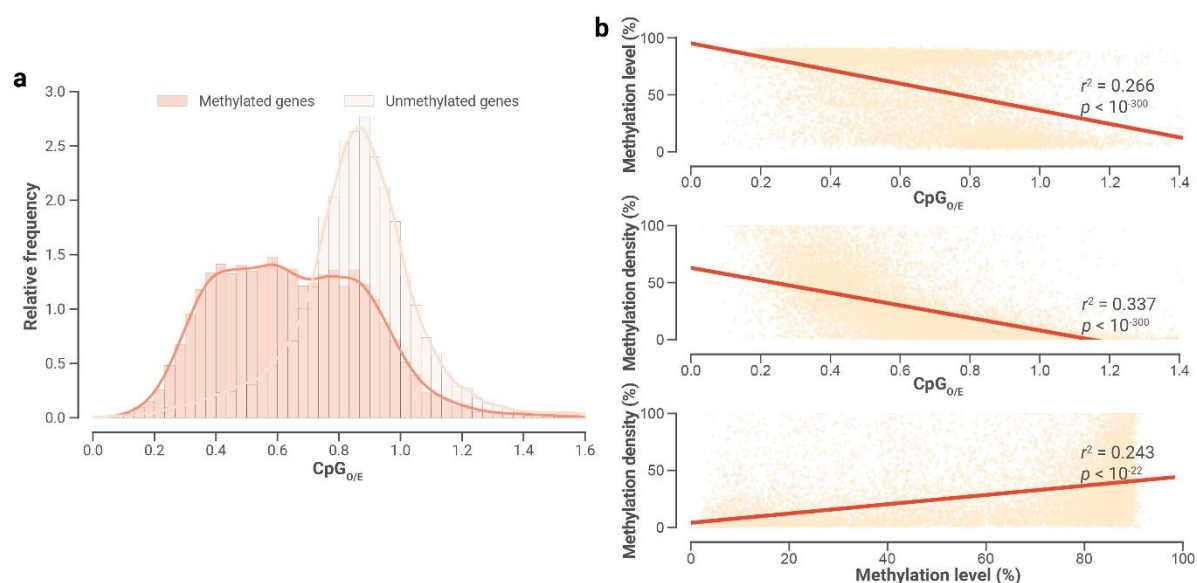 a
3.0
2.5
2.0
1.5
1.0
0.5
0.0
Relative frequency
Methylated genes Unmethylated genes
0.0 0.2 0.4 0.6 0.8 1.0 1.2 1.4 1.6
CpG O/E
b
Methylation level (%)
100
50
0
r² = 0.266
p < 10⁻³⁰⁰
0.0 0.2 0.4 0.6 0.8 1.0 1.2 1.4
CpG O/E
Methylation density (%)
100
50
0
r² = 0.337
p < 10⁻³⁰⁰
0.0 0.2 0.4 0.6 0.8 1.0 1.2 1.4
CpG O/E
Methylation density (%)
100
50
0
r² = 0.243
p < 10⁻²²
0 20 40 60 80 100
Methylation level (%)